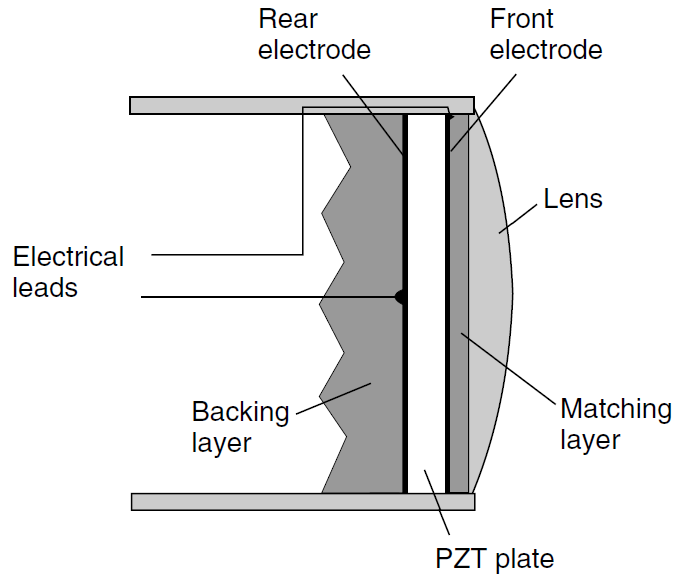 Rear
electrode
Front
electrode
Lens
Electrical
leads
Backing
layer
Matching
layer
PZT plate